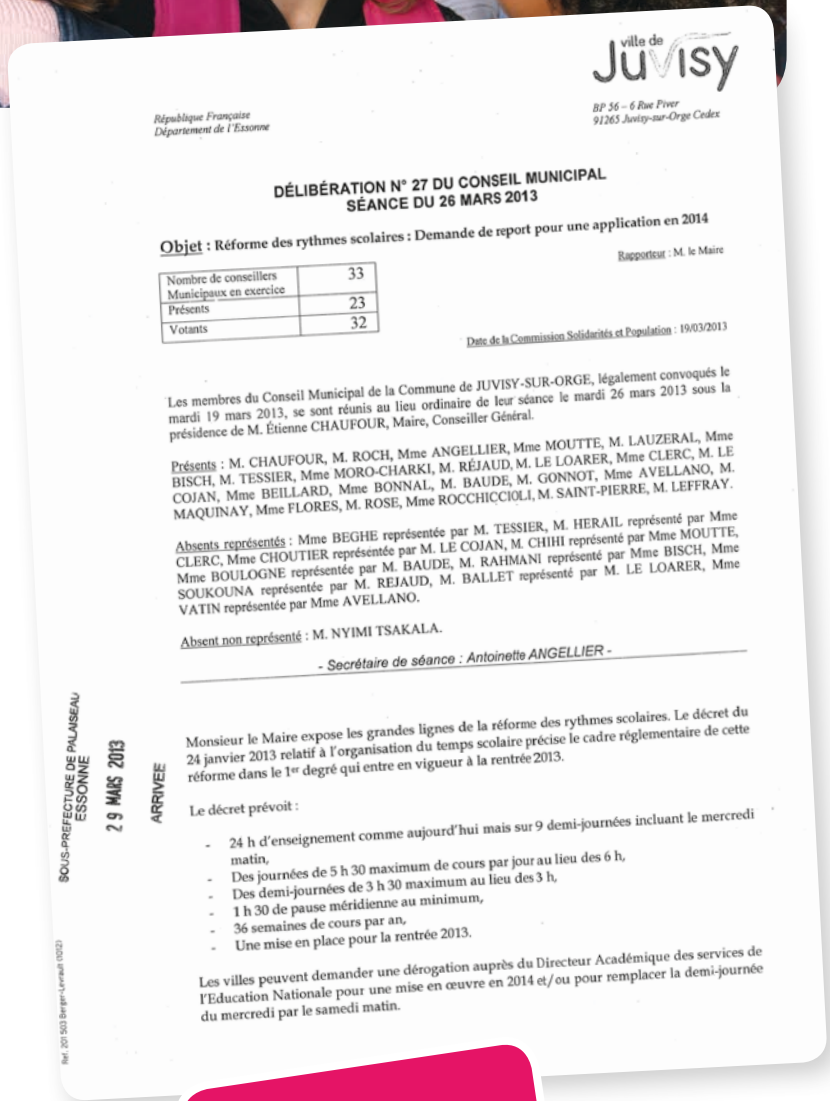 ville de
Juvisy
République Française
Département de l'Essonne
BP 56 – 6 Rue Piver
91265 Juvisy-sur-Orge Cedex
DÉLIBÉRATION N° 27 DU CONSEIL MUNICIPAL
SÉANCE DU 26 MARS 2013
Objet : Réforme des rythmes scolaires : Demande de report pour une application en 2014
Rapporteur : M. le Maire
Nombre de conseillers 33
Municipaux en exercice
Présents 23
Votants 32
Date de la Commission Solidarités et Population : 19/03/2013
Les membres du Conseil Municipal de la Commune de JUVISY-SUR-ORGE, légalement convoqués le
mardi 19 mars 2013, se sont réunis au lieu ordinaire de leur séance le mardi 26 mars 2013 sous la
présidence de M. Étienne CHAUFOUR, Maire, Conseiller Général.
Présents : M. CHAUFOUR, M. ROCH, Mme ANGELLIER, Mme MOUTTE, M. LAUZERAL, Mme
BISCH, M. TESSIER, Mme MORO-CHARKI, M. RÉJAUD, M. LE LOARER, Mme CLERC, M. LE
COJAN, Mme BEILLARD, Mme BONNAL, M. BAUDE, M. GONNOT, Mme AVELLANO, M.
MAQUINAY, Mme FLORES, M. ROSE, Mme ROCCHICCIOLI, M. SAINT-PIERRE, M. LEFFRAY.
Absents représentés : Mme BEGHE représentée par M. TESSIER, M. HERAIL représenté par Mme
CLERC, Mme CHOUTIER représentée par M. LE COJAN, M. CHIHI représenté par Mme MOUTTE,
Mme BOULOGNE représentée par M. BAUDE, M. RAHMANI représenté par Mme BISCH, Mme
SOUKOUNA représentée par M. REJAUD, M. BALLET représenté par M. LE LOARER, Mme
VATIN représentée par Mme AVELLANO.
Absent non représenté : M. NYIMI TSAKALA.
- Secrétaire de séance : Antoinette ANGELLIER -
SOUS-PREFECTURE DE PALAISEAU
ESSONNE
29 MARS 2013
ARRIVEE
Monsieur le Maire expose les grandes lignes de la réforme des rythmes scolaires. Le décret du
24 janvier 2013 relatif à l'organisation du temps scolaire précise le cadre réglementaire de cette
réforme dans le 1er degré qui entre en vigueur à la rentrée 2013.
Le décret prévoit :
- 24 h d'enseignement comme aujourd'hui mais sur 9 demi-journées incluant le mercredi
matin,
- Des journées de 5 h 30 maximum de cours par jour au lieu des 6 h,
- Des demi-journées de 3 h 30 maximum au lieu des 3 h,
- 1 h 30 de pause méridienne au minimum,
- 36 semaines de cours par an,
- Une mise en place pour la rentrée 2013.
Les villes peuvent demander une dérogation auprès du Directeur Académique des services de
l'Education Nationale pour une mise en œuvre en 2014 et/ou pour remplacer la demi-journée
du mercredi par le samedi matin.
Ref. 201 503 Berger-Levrault (1012)